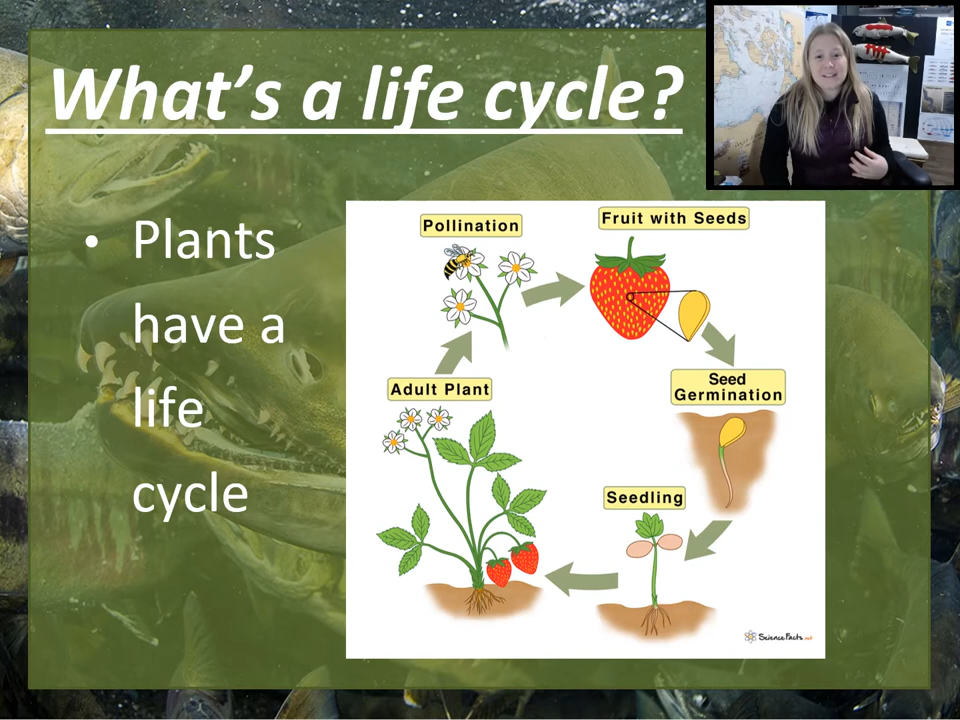 What's a life cycle?
• Plants
have a
life
cycle
Pollination
Fruit with Seeds
Seed
Germination
Seedling
Adult Plant
ScienceFacts.net